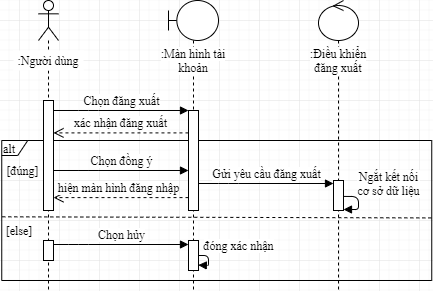 :Người dùng
:Màn hình tài
khoản
:Điều khiển
đăng xuất
Chọn đăng xuất
xác nhận đăng xuất
alt
[đúng]
Chọn đồng ý
Gửi yêu cầu đăng xuất
Ngắt kết nối
cơ sở dữ liệu
hiện màn hình đăng nhập
[else]
Chọn hủy
đóng xác nhận